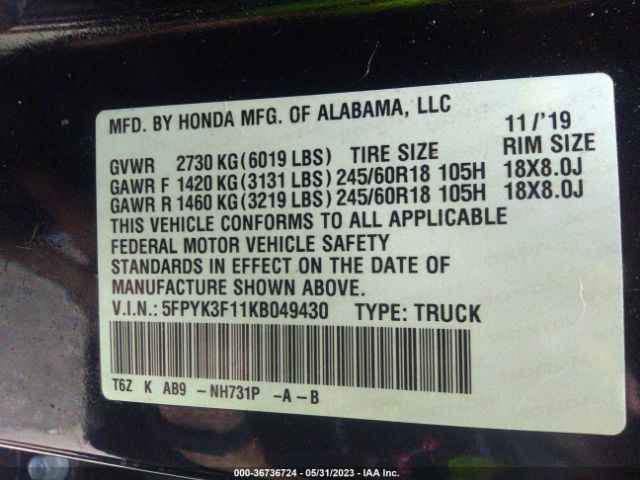 MFD. BY HONDA MFG. OF ALABAMA, LLC
11/'19
GVWR 2730 KG(6019 LBS) TIRE SIZE RIM SIZE
GAWR F 1420 KG(3131 LBS) 245/60R18 105H 18X8.0J
GAWR R 1460 KG(3219 LBS) 245/60R18 105H 18X8.0J
THIS VEHICLE CONFORMS TO ALL APPLICABLE
FEDERAL MOTOR VEHICLE SAFETY
STANDARDS IN EFFECT ON THE DATE OF
MANUFACTURE SHOWN ABOVE.
V.I.N.: 5FPYK3F11KB049430 TYPE: TRUCK
T6Z K AB9 -NH731P -A-B
000-36736724 - 05/31/2023 - IAA Inc.